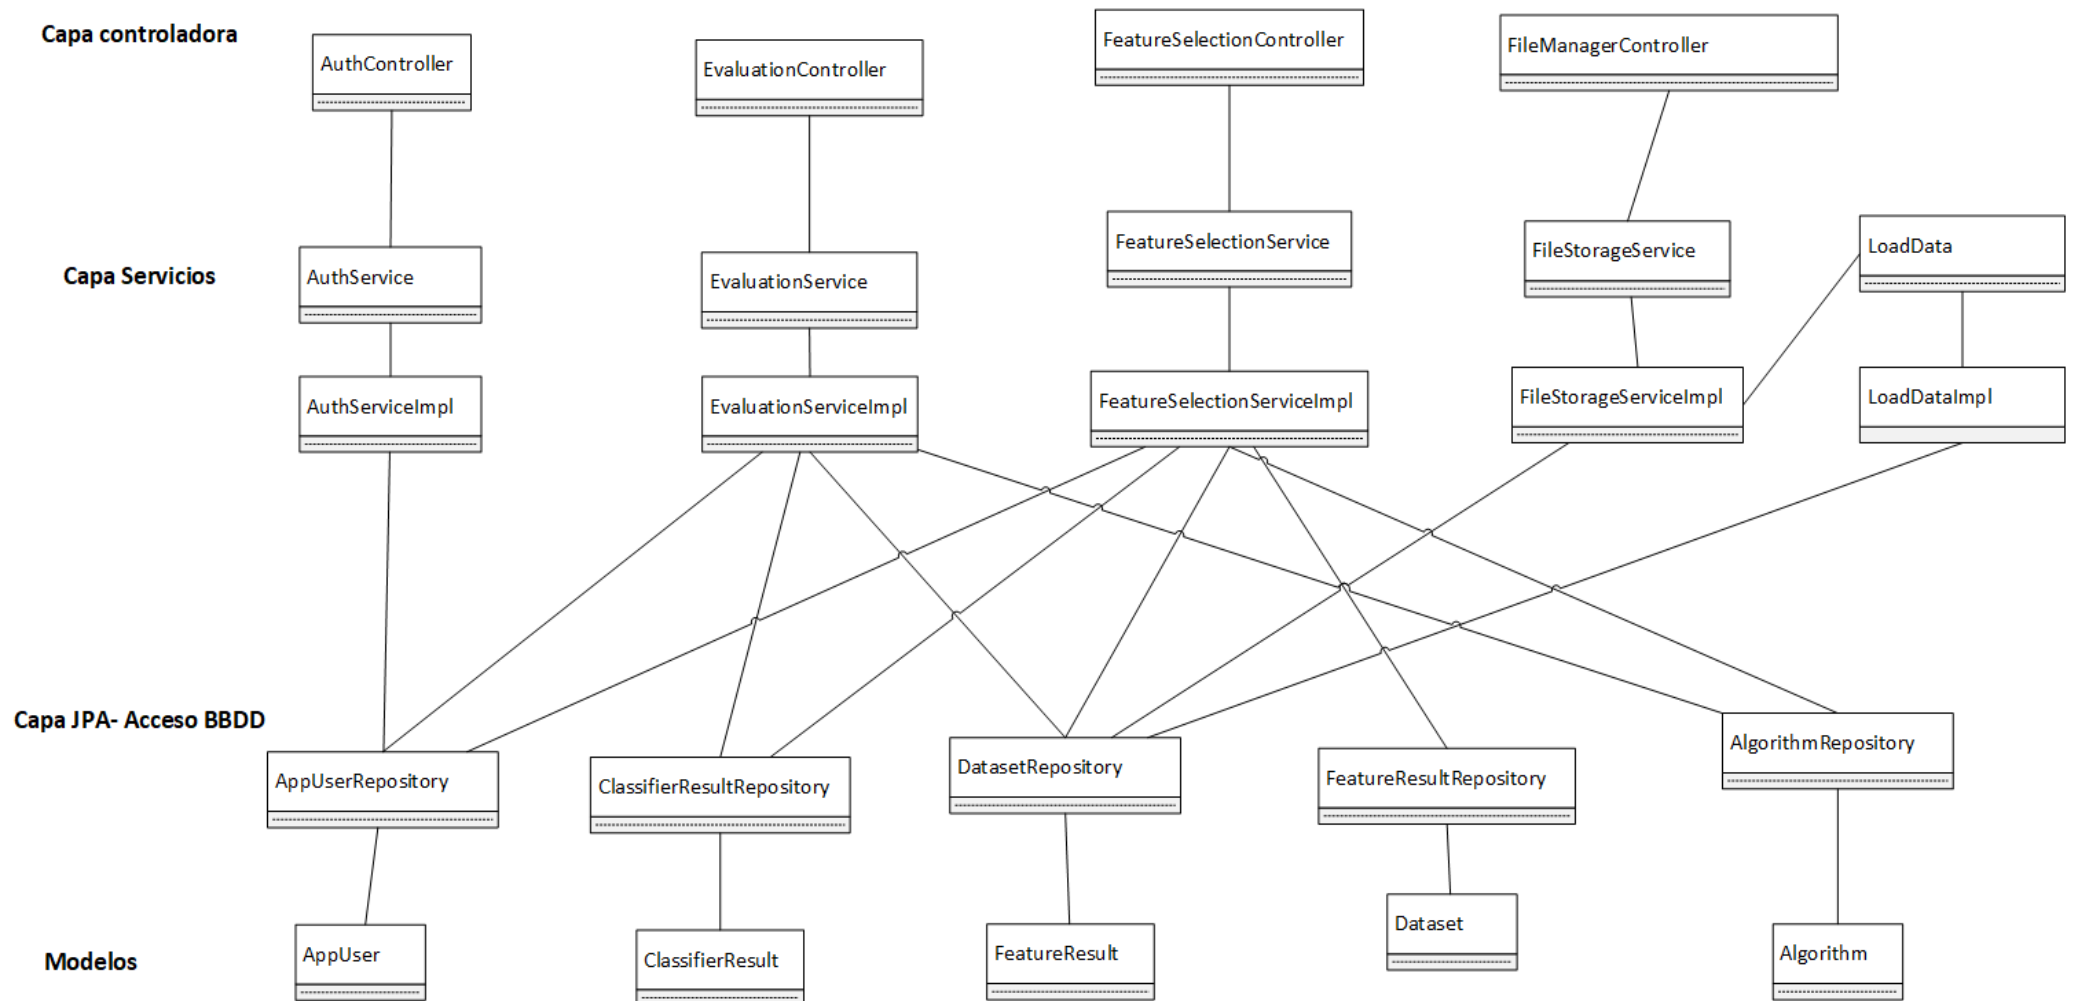 Capa controladora
AuthController
EvaluationController
FeatureSelectionController
FileManagerController
Capa Servicios
AuthService
EvaluationService
FeatureSelectionService
FileStorageService
LoadData
AuthServiceImpl
EvaluationServiceImpl
FeatureSelectionServiceImpl
FileStorageServiceImpl
LoadDataImpl
Capa JPA- Acceso BBDD
AppUserRepository
ClassifierResultRepository
DatasetRepository
FeatureResultRepository
AlgorithmRepository
Modelos
AppUser
ClassifierResult
FeatureResult
Dataset
Algorithm